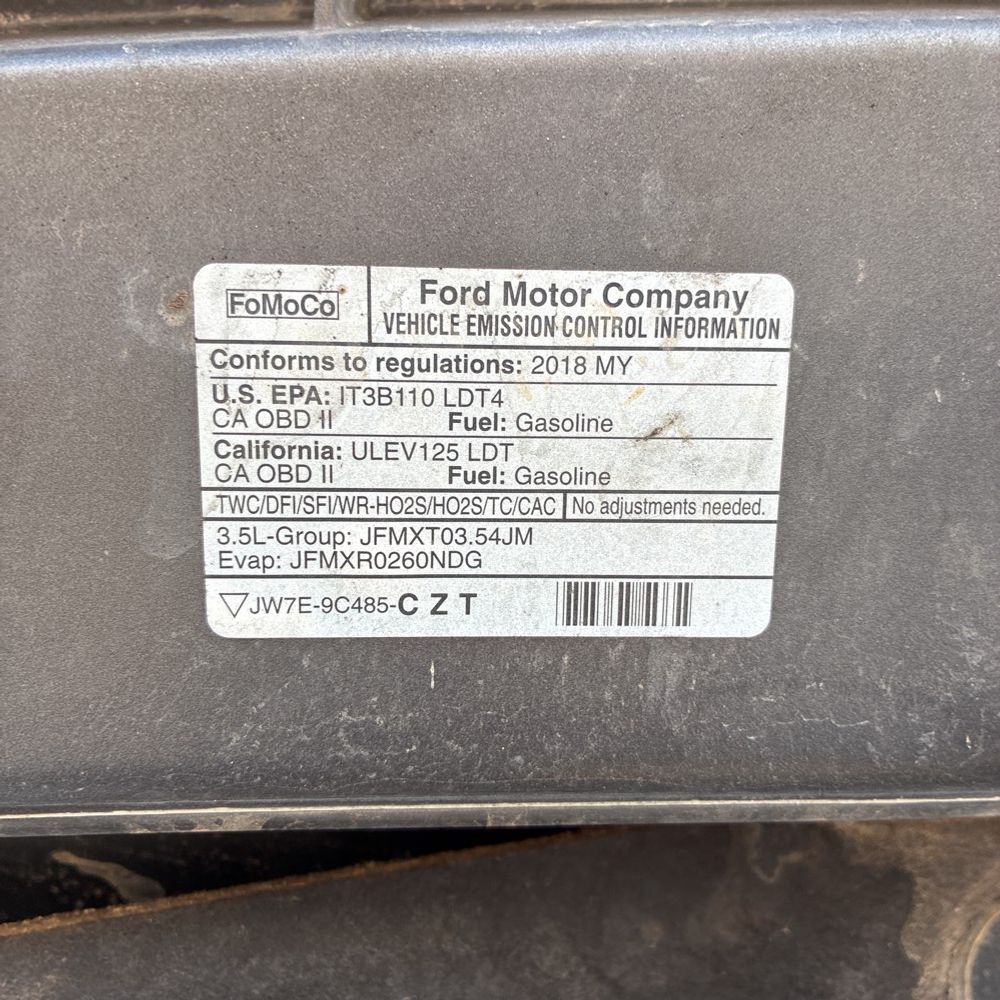 FoMoCo
Ford Motor Company
VEHICLE EMISSION CONTROL INFORMATION
Conforms to regulations: 2018 MY
U.S. EPA: IT3B110 LDT4
CA OBD II Fuel: Gasoline
California: ULEV125 LDT
CA OBD II Fuel: Gasoline
TWC/DFI/SFI/WR-HO2S/HO2S/TC/CAC No adjustments needed.
3.5L-Group: JFMXT03.54JM
Evap: JFMXR0260NDG
JW7E-9C485-C Z T